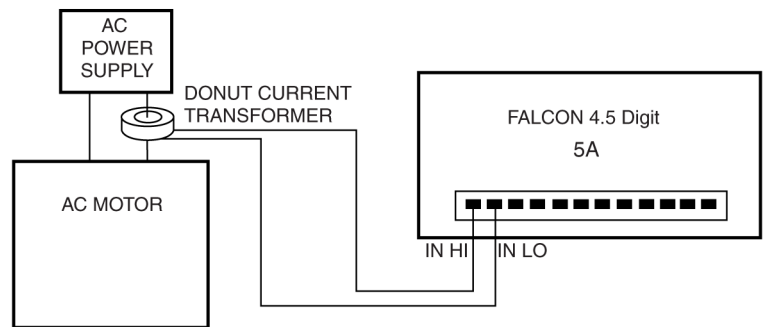 AC
POWER
SUPPLY
DONUT CURRENT
TRANSFORMER
AC MOTOR
FALCON 4.5 Digit
5A
IN HI
IN LO